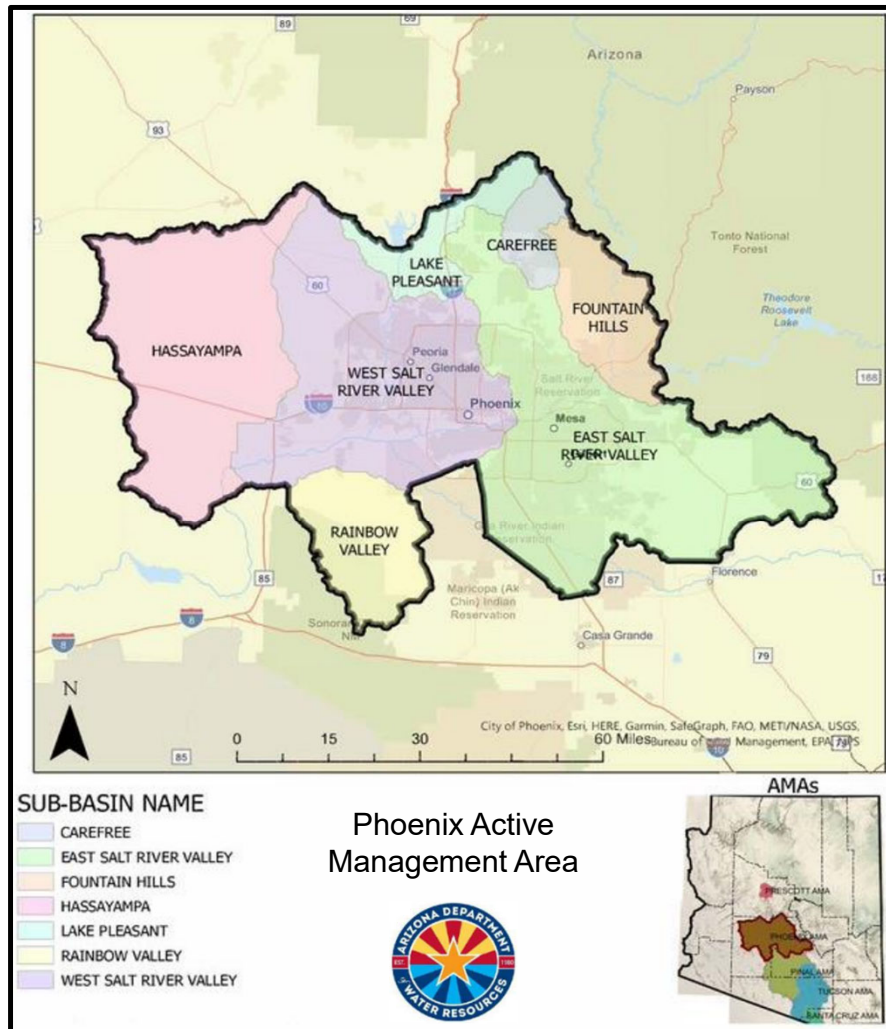 89
Arizona
Payson
93
Tonto National
Forest
CAREFREE
LAKE
PLEASANT
60
Theodore
Roosevelt
Lake
FOUNTAIN
HILLS
HASSAYAMPA
Peoria
WEST SALT
RIVER VALLEY
Glendale
188
Salt River
Reservation
10
Phoenix
Mesa
EAST SALT
RIVER VALLEY
60
RAINBOW
VALLEY
Gila River Indian
Reservation
85
87
Florence
Maricopa (Ak
Chin) Indian
Reservation
8
8
Casa Grande
79
N
City of Phoenix, Esri, HERE, Garmin, SafeGraph, FAO, METI/NASA, USGS,
Bureau of Land Management, EPA, NPS
85
0 15 30 60 Miles
10
79
SUB-BASIN NAME
CAREFREE
EAST SALT RIVER VALLEY
FOUNTAIN HILLS
HASSAYAMPA
LAKE PLEASANT
RAINBOW VALLEY
WEST SALT RIVER VALLEY
Phoenix Active
Management Area
ARIZONA DEPARTMENT
EST. 1980
of WATER RESOURCES
AMAs
PRESCOTT AMA
PHOENIX AMA
PINAL AMA
TUCSON AMA
SANTA CRUZ AMA